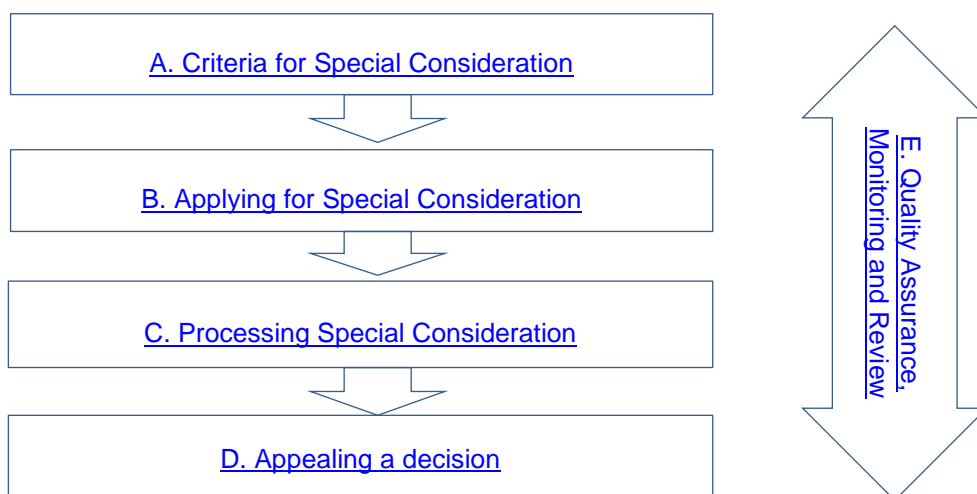 A. Criteria for Special Consideration
B. Applying for Special Consideration
C. Processing Special Consideration
D. Appealing a decision
E. Quality Assurance,
Monitoring and Review